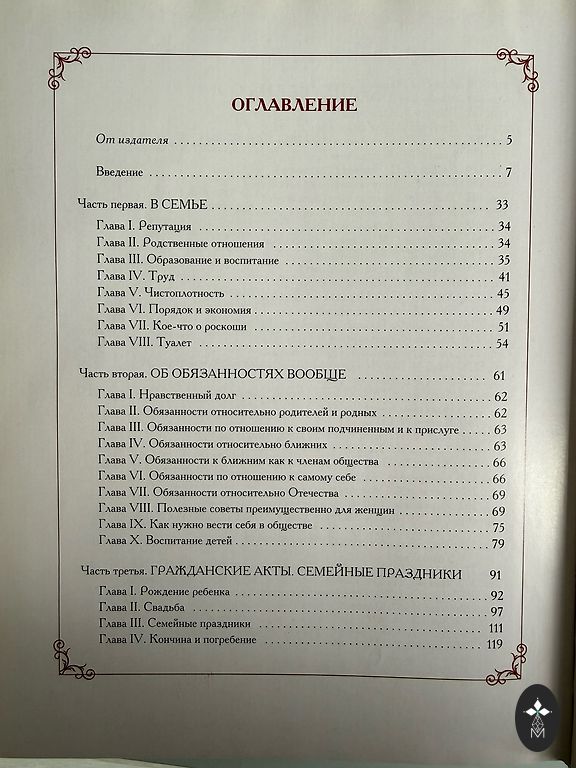 ОГЛАВЛЕНИЕ
От издателя 5
Введение 7
Часть первая. В СЕМЬЕ 33
Глава I. Репутация 34
Глава II. Родственные отношения 34
Глава III. Образование и воспитание 35
Глава IV. Труд 41
Глава V. Чистоплотность 45
Глава VI. Порядок и экономия 49
Глава VII. Кое-что о роскоши 51
Глава VIII. Туалет 54
Часть вторая. ОБ ОБЯЗАННОСТЯХ ВООБЩЕ 61
Глава I. Нравственный долг 62
Глава II. Обязанности относительно родителей и родных 62
Глава III. Обязанности по отношению к своим подчиненным и к прислуге 63
Глава IV. Обязанности относительно ближних 63
Глава V. Обязанности к ближним как к членам общества 66
Глава VI. Обязанности по отношению к самому себе 66
Глава VII. Обязанности относительно Отечества 69
Глава VIII. Полезные советы преимущественно для женщин 69
Глава IX. Как нужно вести себя в обществе 75
Глава X. Воспитание детей 79
Часть третья. ГРАЖДАНСКИЕ АКТЫ. СЕМЕЙНЫЕ ПРАЗДНИКИ 91
Глава I. Рождение ребенка 92
Глава II. Свадьба 97
Глава III. Семейные праздники 111
Глава IV. Кончина и погребение 119
М